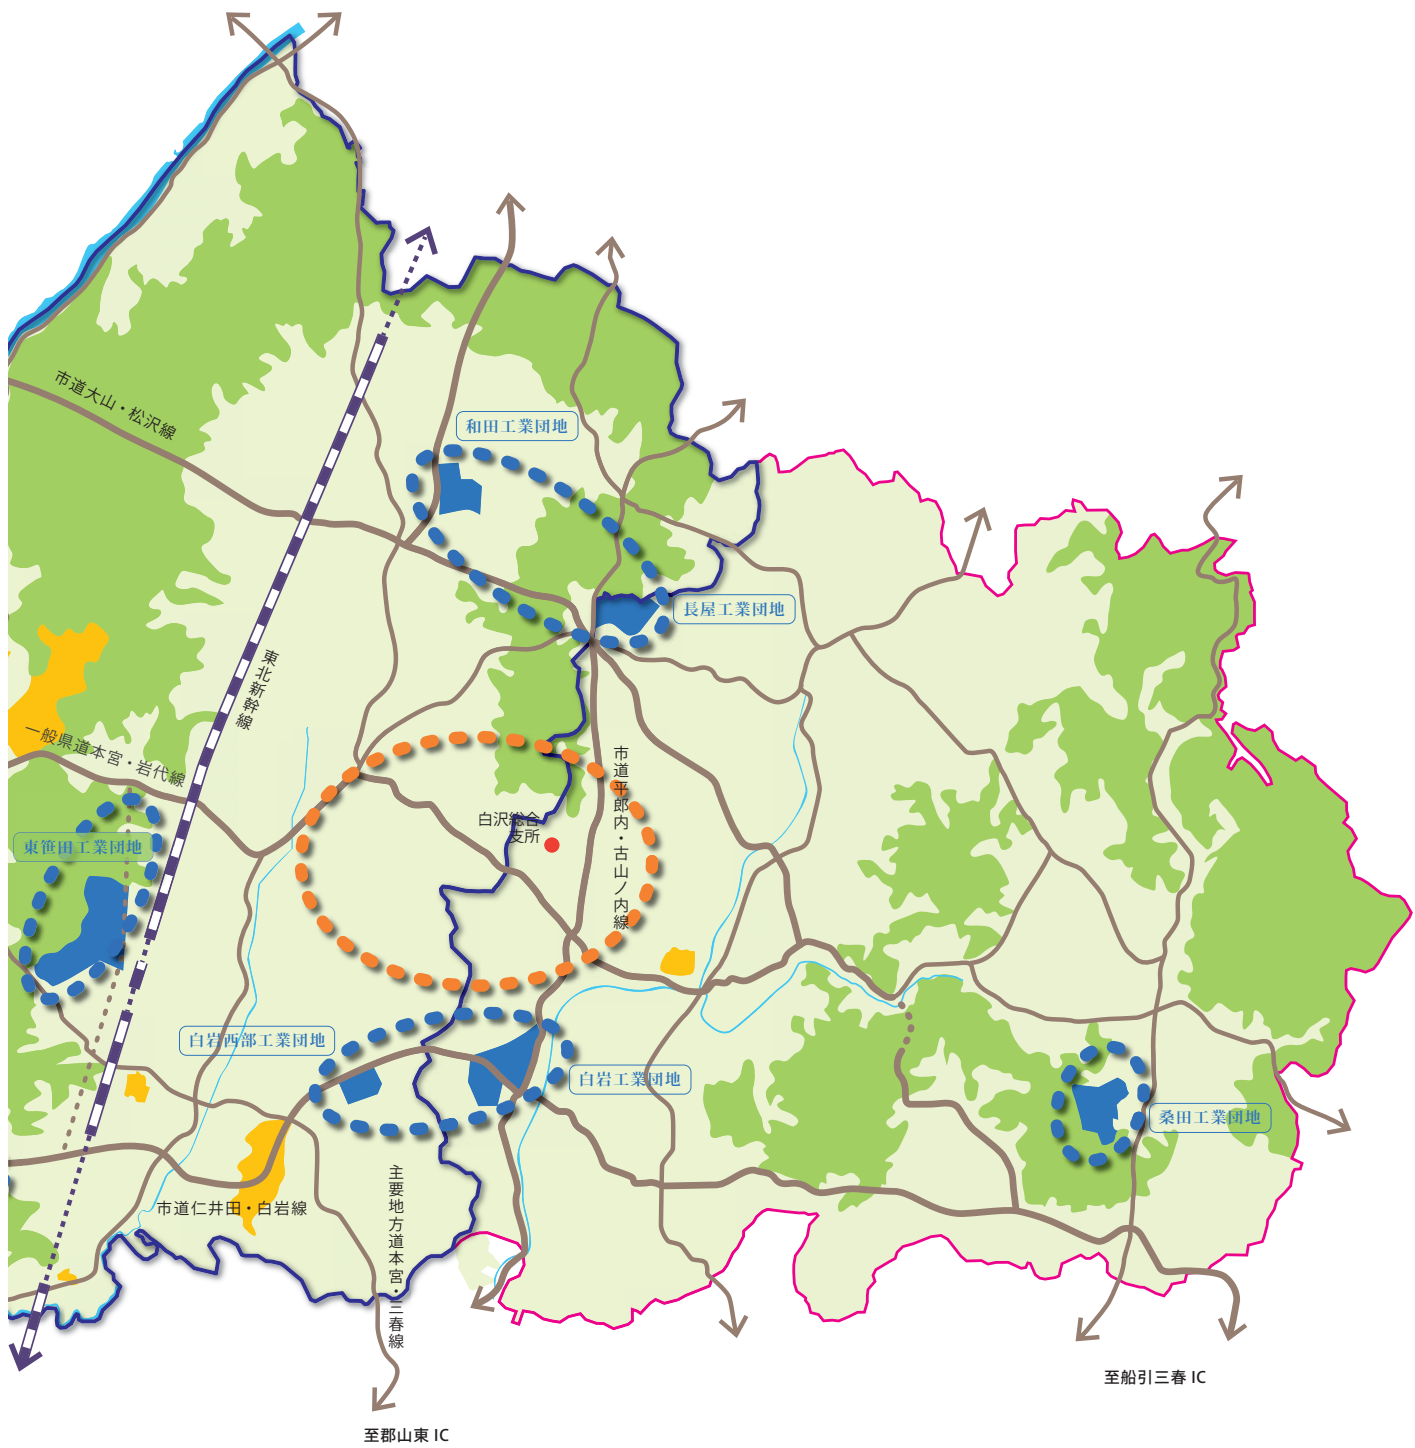 市道大山・松沢線
和田工業団地
長屋工業団地
東北新幹線
一般県道本宮・岩代線
市道平郎内・古山ノ内線
白沢総合
支所
東笹田工業団地
白岩西部工業団地
白岩工業団地
桑田工業団地
市道仁井田・白岩線
主要地方道本宮・三春線
至船引三春 IC
至郡山東 IC